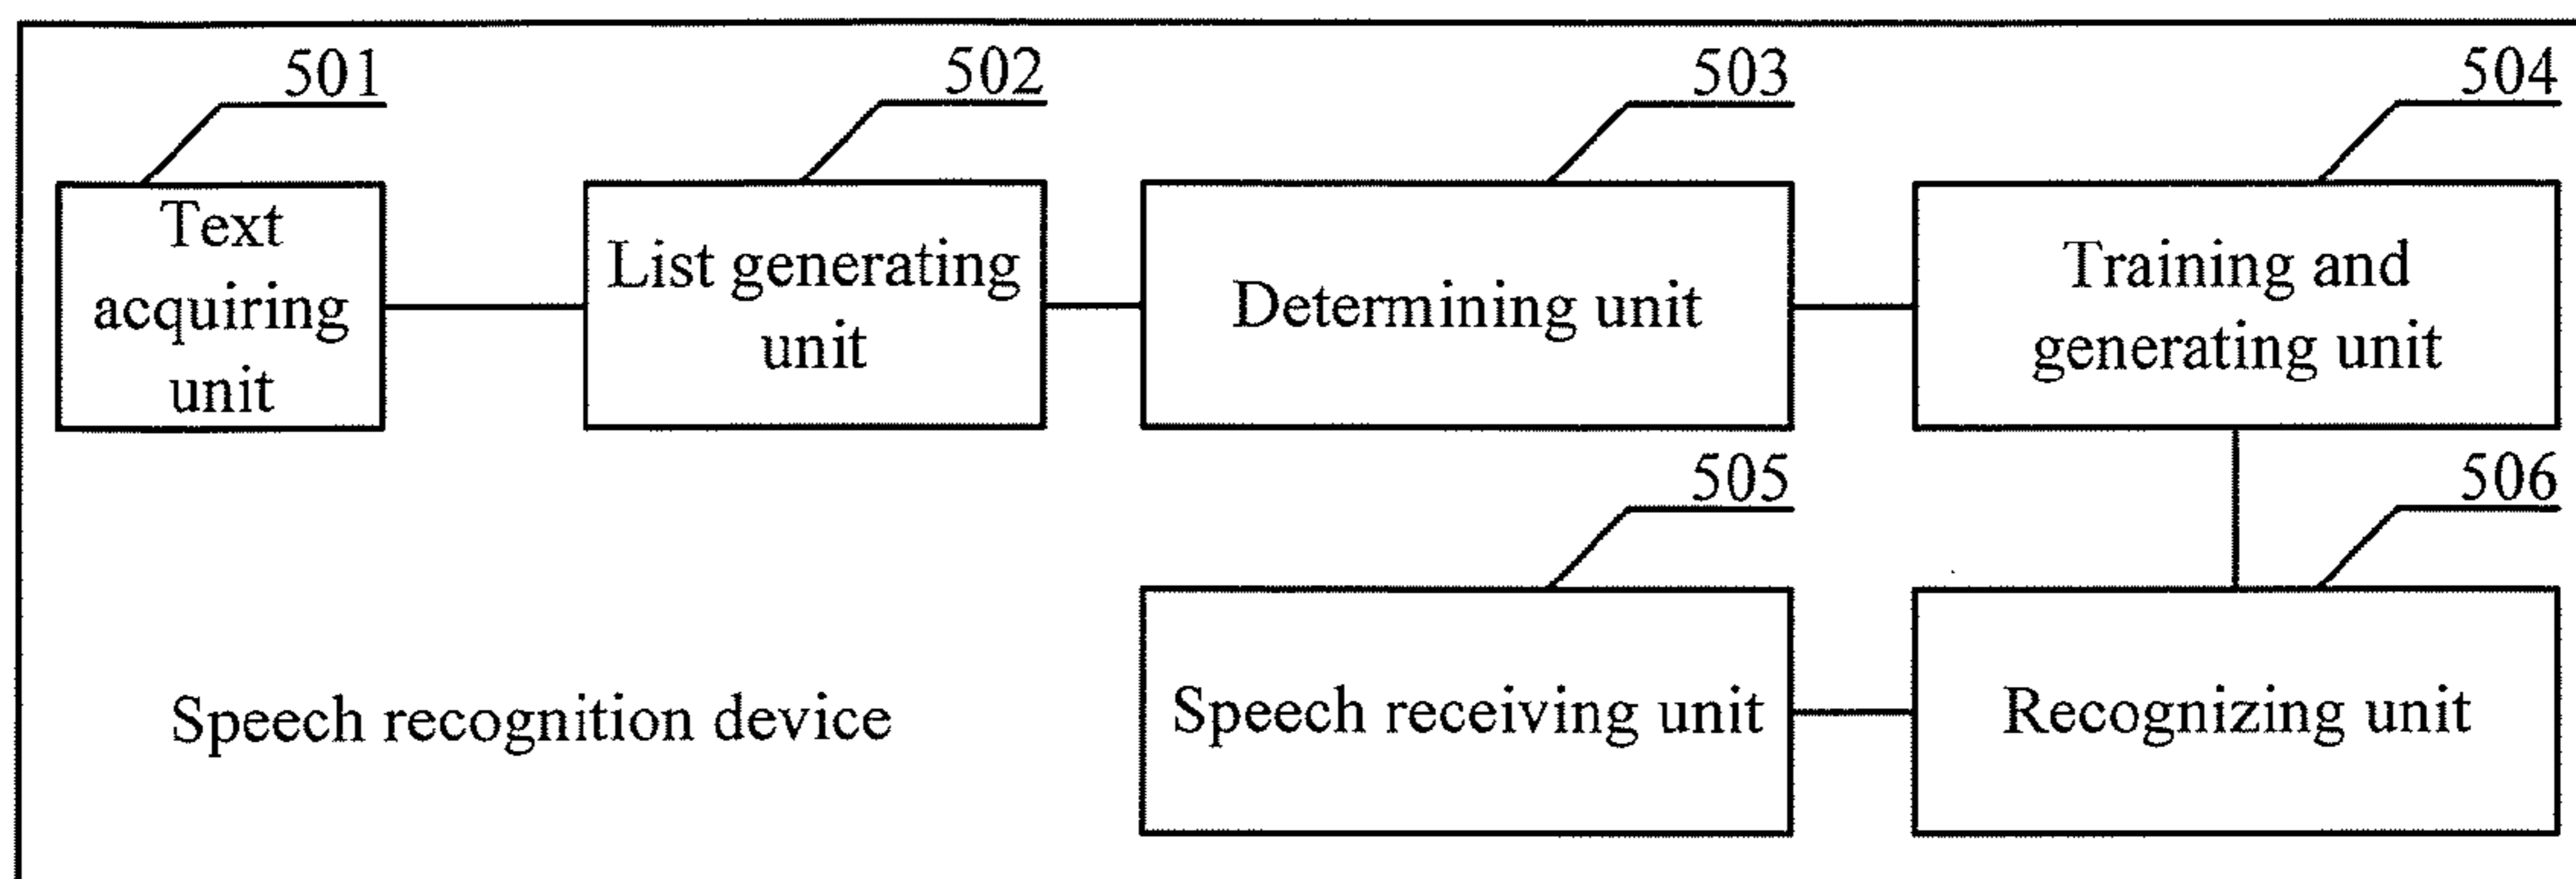 501
502
503
504
Text
acquiring
unit
List generating
unit
Determining unit
Training and
generating unit
505
506
Speech recognition device
Speech receiving unit
Recognizing unit